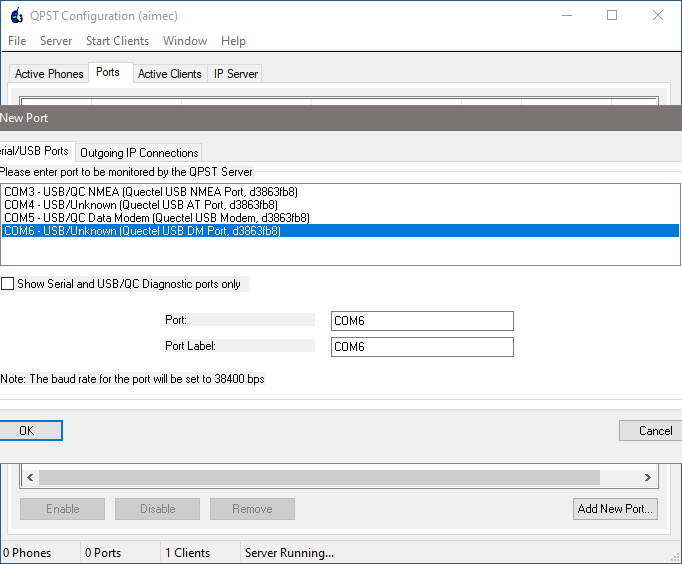 QPST Configuration (aimec)
File Server Start Clients Window Help
Active Phones Ports Active Clients IP Server
New Port
erial/USB Ports Outgoing IP Connections
Please enter port to be monitored by the QPST Server
COM3 - USB/QC NMEA (Quectel USB NMEA Port, d3863fb8)
COM4 - USB/Unknown (Quectel USB AT Port, d3863fb8)
COM5 - USB/QC Data Modem (Quectel USB Modem, d3863fb8)
COM6 - USB/Unknown (Quectel USB DM Port, d3863fb8)
Show Serial and USB/QC Diagnostic ports only
Port: COM6
Port Label: COM6
Note: The baud rate for the port will be set to 38400 bps
OK Cancel
Enable Disable Remove Add New Port...
0 Phones 0 Ports 1 Clients Server Running...